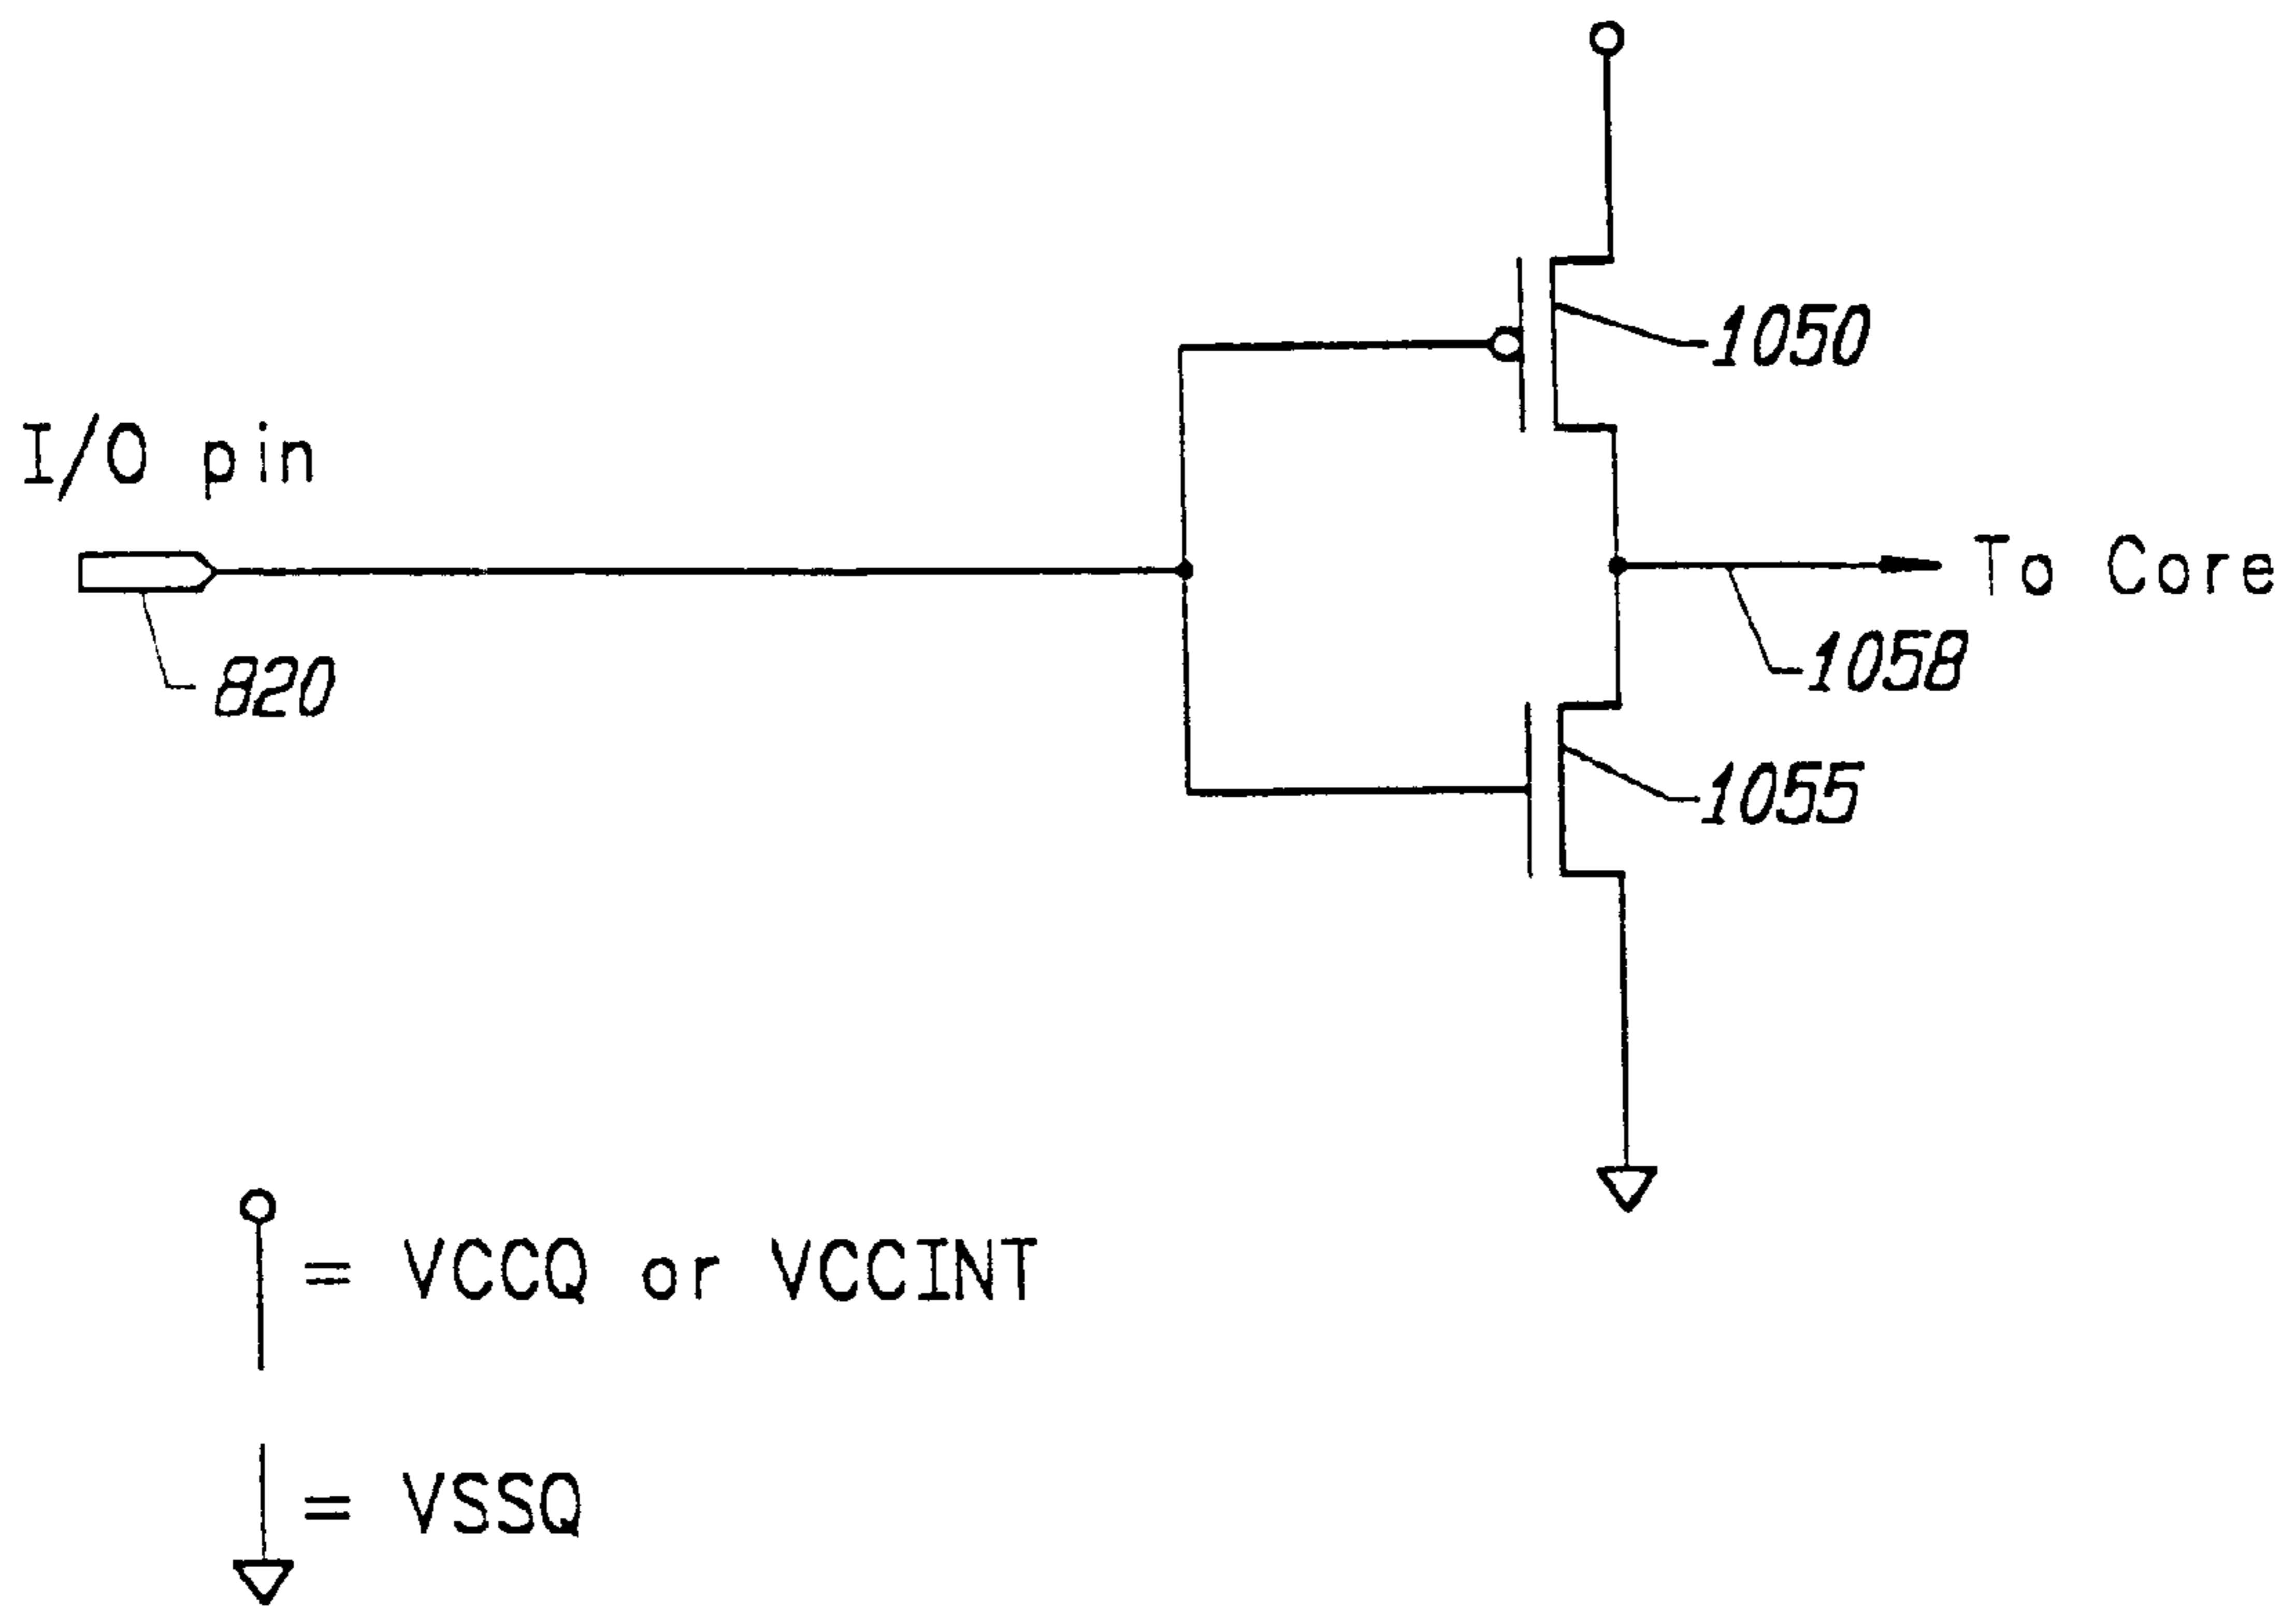 1050
I/O pin
To Core
820
1058
1055
= VCCQ or VCCINT
= VSSQ